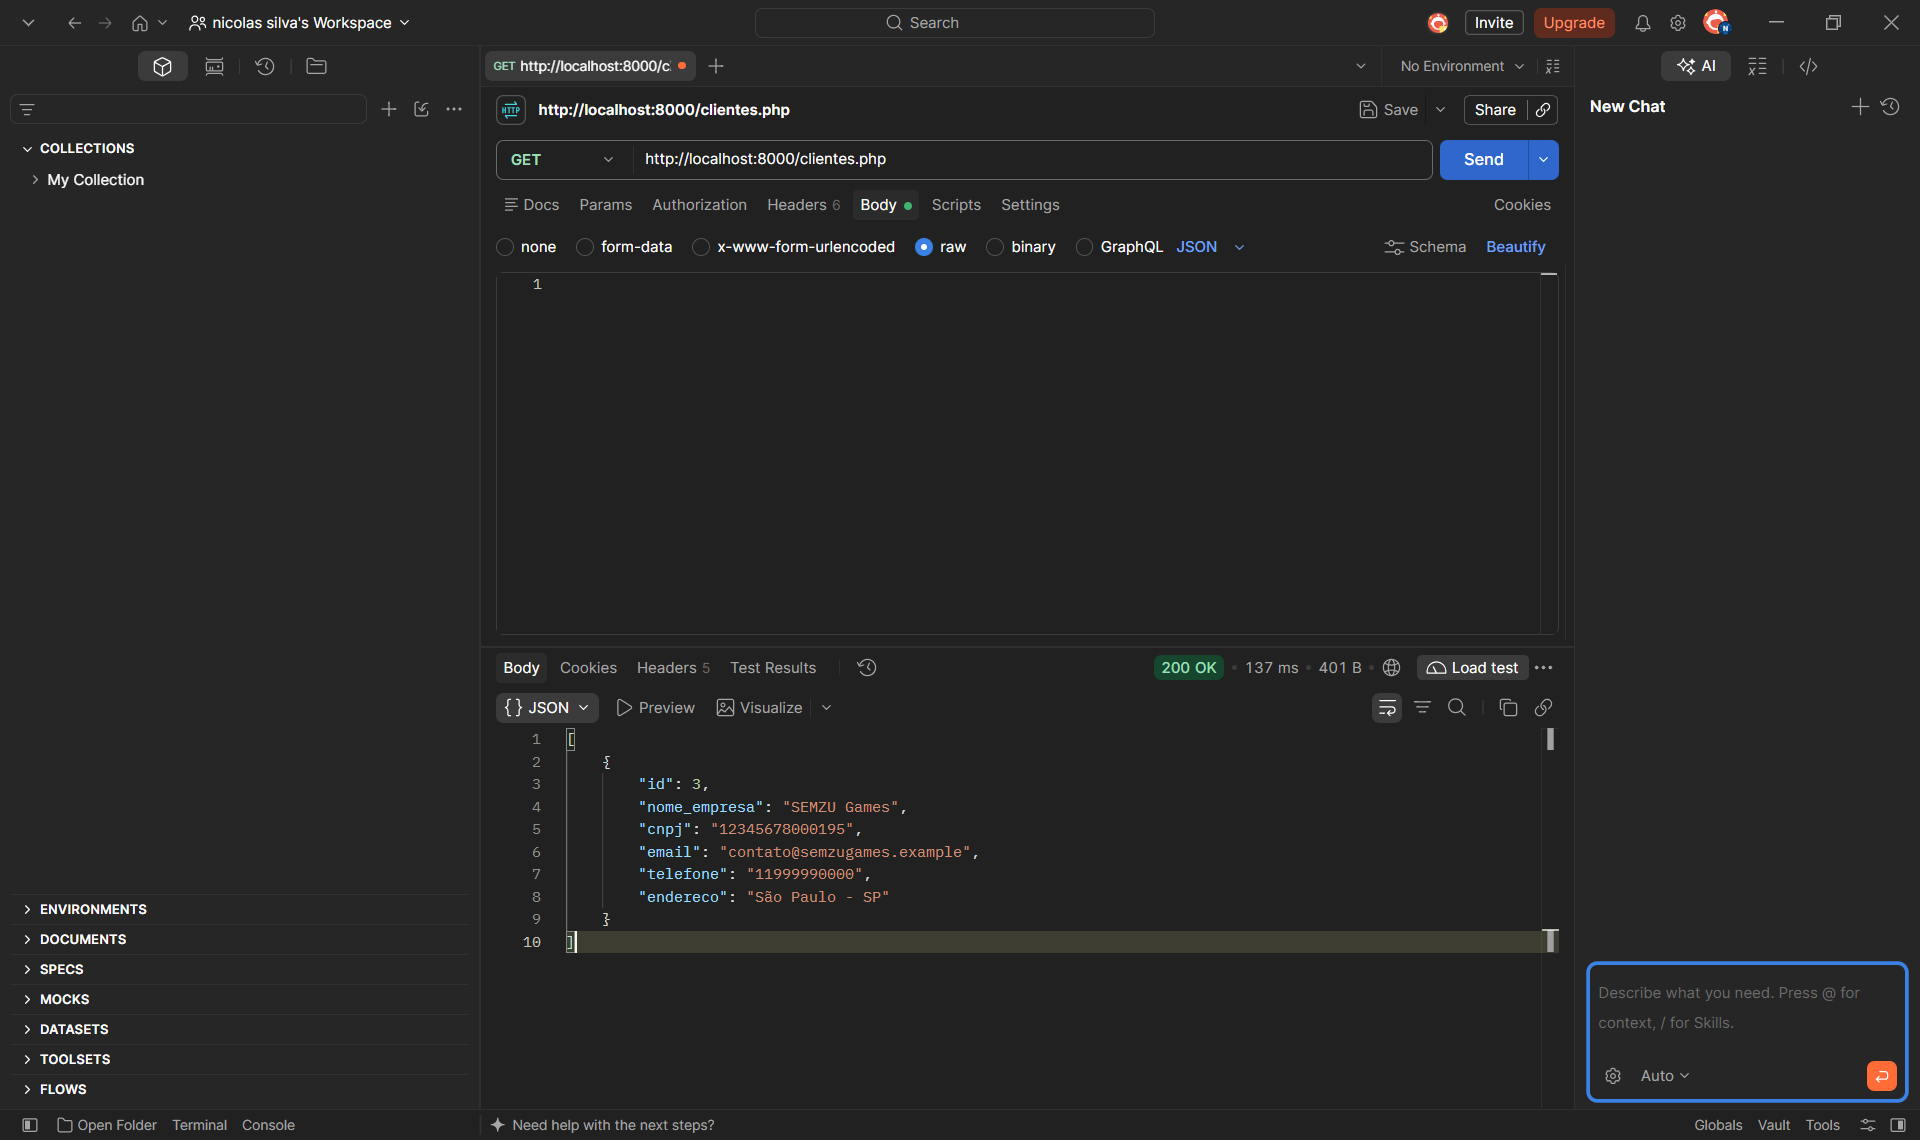 nicolas silva's Workspace
Search
Invite
Upgrade
GET http://localhost:8000/c
No Environment
AI
http://localhost:8000/clientes.php
Save
Share
New Chat
COLLECTIONS
My Collection
GET
http://localhost:8000/clientes.php
Send
Docs
Params
Authorization
Headers 6
Body
Scripts
Settings
Cookies
none
form-data
x-www-form-urlencoded
raw
binary
GraphQL
JSON
Schema
Beautify
1
Body
Cookies
Headers 5
Test Results
200 OK
137 ms
401 B
Load test
{} JSON
Preview
Visualize
1 [
2 {
3 "id": 3,
4 "nome_empresa": "SEMZU Games",
5 "cnpj": "12345678000195",
6 "email": "contato@semzugames.example",
7 "telefone": "11999990000",
8 "endereco": "São Paulo - SP"
9 }
10 ]
ENVIRONMENTS
DOCUMENTS
SPECS
MOCKS
DATASETS
TOOLSETS
FLOWS
Describe what you need. Press @ for
context, / for Skills.
Auto
Open Folder
Terminal
Console
Need help with the next steps?
Globals
Vault
Tools